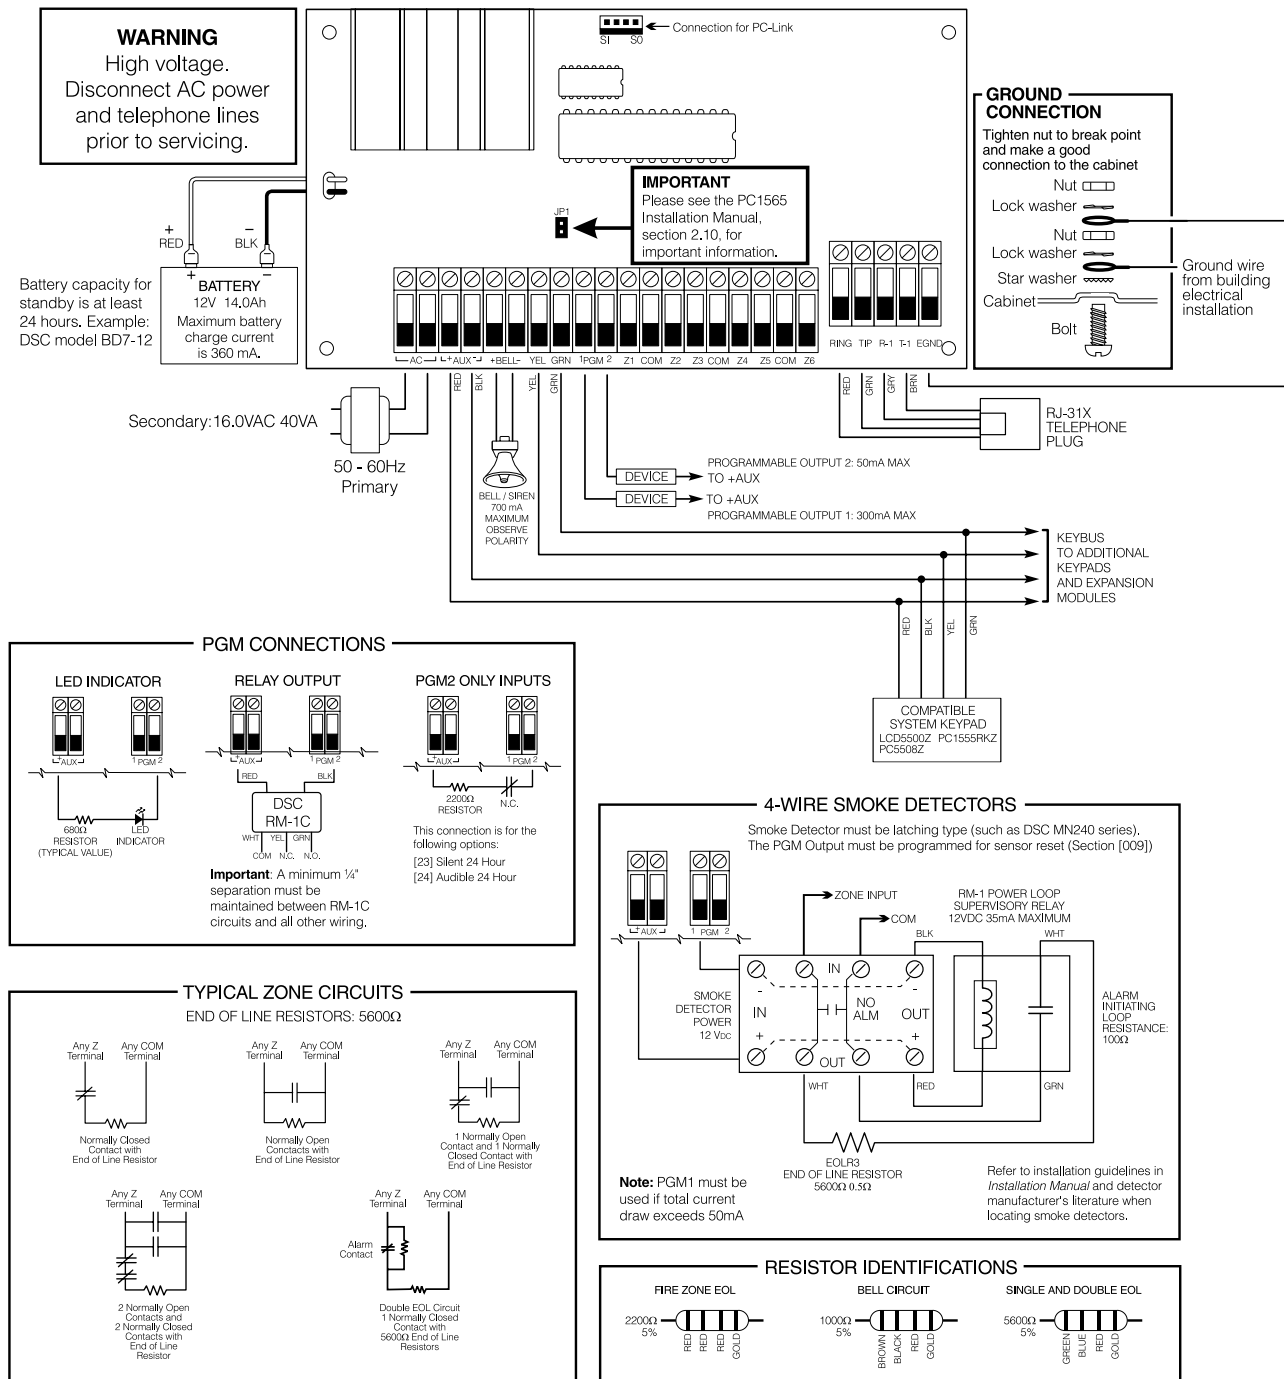 WARNING
High voltage.
Disconnect AC power
and telephone lines
prior to servicing.
SI SO
Connection for PC-Link
GROUND
CONNECTION
Tighten nut to break point
and make a good
connection to the cabinet
Nut
Lock washer
Nut
Lock washer
Star washer
Cabinet
Bolt
Ground wire
from building
electrical
installation
JP1
IMPORTANT
Please see the PC1565
Installation Manual,
section 2.10, for
important information.
+
RED
–
BLK
+ –
BATTERY
12V 14.0Ah
Maximum battery
charge current
is 360 mA.
Battery capacity for
standby is at least
24 hours. Example:
DSC model BD7-12
AC +AUX- +BELL– YEL GRN 1PGM 2 Z1 COM Z2 Z3 COM Z4 Z5 COM Z6
RING TIP R-1 T-1 EGND
RED
BLK
YEL
GRN
RED
GRN
GRY
BRN
Secondary:16.0VAC 40VA
50 - 60Hz
Primary
BELL / SIREN
700 mA
MAXIMUM
OBSERVE
POLARITY
PROGRAMMABLE OUTPUT 2: 50mA MAX
DEVICE TO +AUX
DEVICE TO +AUX
PROGRAMMABLE OUTPUT 1: 300mA MAX
RJ-31X
TELEPHONE
PLUG
KEYBUS
TO ADDITIONAL
KEYPADS
AND EXPANSION
MODULES
RED
BLK
YEL
GRN
COMPATIBLE
SYSTEM KEYPAD
LCD5500Z PC1555RKZ
PC5508Z
PGM CONNECTIONS
LED INDICATOR
+AUX- 1 PGM 2
680Ω
RESISTOR
(TYPICAL VALUE)
LED
INDICATOR
RELAY OUTPUT
+AUX- 1 PGM 2
RED BLK
DSC
RM-1C
WHT YEL GRN
COM N.C. N.O.
Important: A minimum ¼"
separation must be
maintained between RM-1C
circuits and all other wiring.
PGM2 ONLY INPUTS
+AUX- 1 PGM 2
2200Ω
RESISTOR
N.C.
This connection is for the
following options:
[23] Silent 24 Hour
[24] Audible 24 Hour
4-WIRE SMOKE DETECTORS
Smoke Detector must be latching type (such as DSC MN240 series).
The PGM Output must be programmed for sensor reset (Section [009])
+AUX- 1 PGM 2
ZONE INPUT
COM
RM-1 POWER LOOP
SUPERVISORY RELAY
12VDC 35mA MAXIMUM
BLK
WHT
SMOKE
DETECTOR
POWER
12 VDC
IN
- -
IN
NO
ALM
OUT
+ +
OUT
WHT
RED
GRN
ALARM
INITIATING
LOOP
RESISTANCE:
100Ω
EOLR3
END OF LINE RESISTOR
5600Ω 0.5Ω
Note: PGM1 must be
used if total current
draw exceeds 50mA
Refer to installation guidelines in
Installation Manual and detector
manufacturer's literature when
locating smoke detectors.
TYPICAL ZONE CIRCUITS
END OF LINE RESISTORS: 5600Ω
Any Z
Terminal
Any COM
Terminal
Normally Closed
Contact with
End of Line Resistor
Any Z
Terminal
Any COM
Terminal
Normally Open
Conctacts with
End of Line Resistor
Any Z
Terminal
Any COM
Terminal
1 Normally Open
Contact and 1 Normally
Closed Contact with
End of Line Resistor
Any Z
Terminal
Any COM
Terminal
2 Normally Open
Contacts and
2 Normally Closed
Contacts with
End of Line
Resistor
Any Z
Terminal
Any COM
Terminal
Alarm
Contact
Double EOL Circuit
1 Normally Closed
Contact with
5600Ω End of Line
Resistors
RESISTOR IDENTIFICATIONS
FIRE ZONE EOL
2200Ω
5%
RED
RED
RED
GOLD
BELL CIRCUIT
1000Ω
5%
BROWN
BLACK
RED
GOLD
SINGLE AND DOUBLE EOL
5600Ω
5%
GREEN
BLUE
RED
GOLD